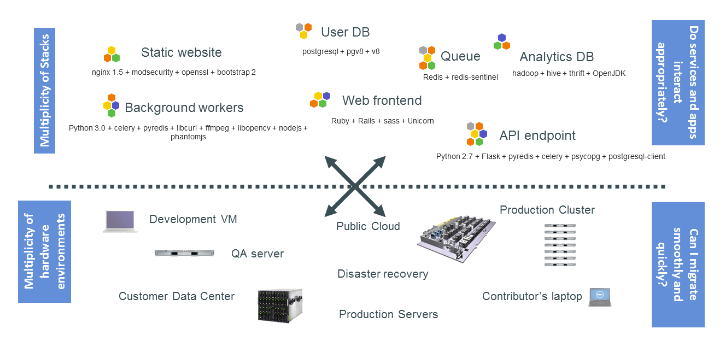 Multiplicity of Stacks
Static website
nginx 1.5 + modsecurity + openssl + bootstrap 2
User DB
postgresql + pgv8 + v8
Queue
Redis + redis-sentinel
Analytics DB
hadoop + hive + thrift + OpenJDK
Do services and apps
interact
appropriately?
Background workers
Python 3.0 + celery + pyredis + libcurl + ffmpeg + libopencv + nodejs +
phantomjs
Web frontend
Ruby + Rails + sass + Unicorn
API endpoint
Python 2.7 + Flask + pyredis + celery + psycopg + postgresql-client
Multiplicity of
hardware
environments
Development VM
QA server
Customer Data Center
Public Cloud
Disaster recovery
Production Servers
Production Cluster
Contributor's laptop
Can I migrate
smoothly and
quickly?